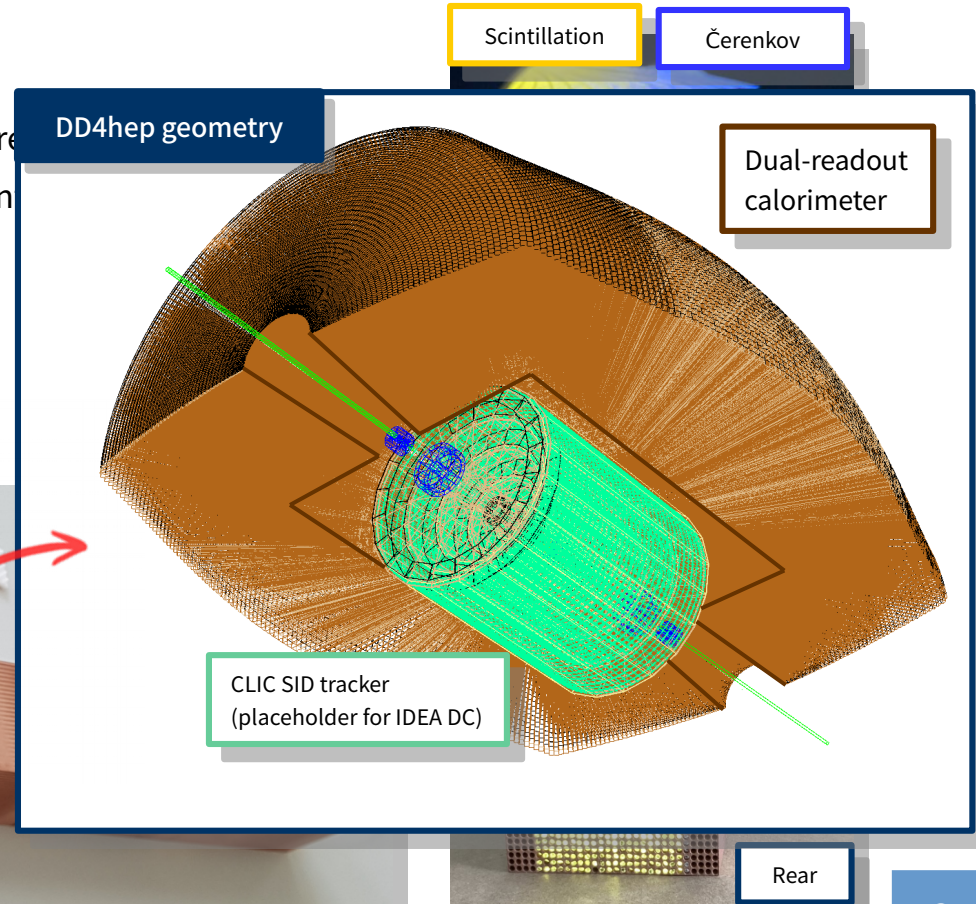 Scintillation
Čerenkov
DD4hep geometry
Dual-readout
calorimeter
CLIC SID tracker
(placeholder for IDEA DC)
Rear